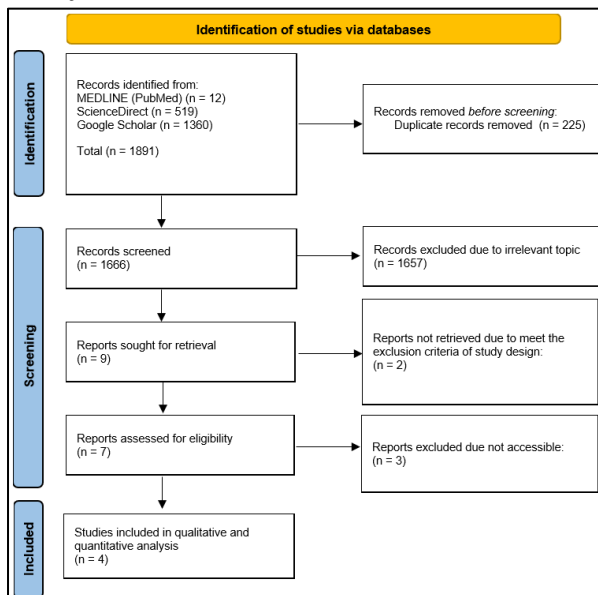 Identification of studies via databases
Identification
Records identified from:
MEDLINE (PubMed) (n = 12)
ScienceDirect (n = 519)
Google Scholar (n = 1360)
Total (n = 1891)
Records removed before screening:
Duplicate records removed (n = 225)
Screening
Records screened
(n = 1666)
Records excluded due to irrelevant topic
(n = 1657)
Reports sought for retrieval
(n = 9)
Reports not retrieved due to meet the
exclusion criteria of study design:
(n = 2)
Reports assessed for eligibility
(n = 7)
Reports excluded due not accessible:
(n = 3)
Included
Studies included in qualitative and
quantitative analysis
(n = 4)